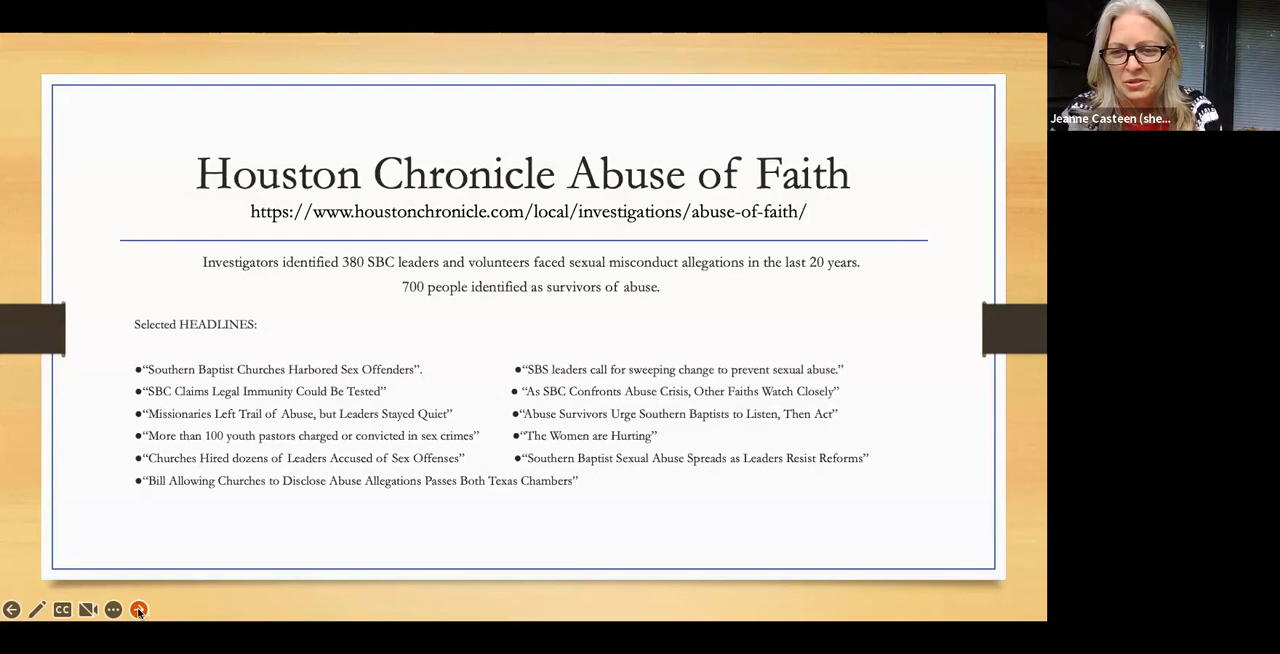 Houston Chronicle Abuse of Faith
https://www.houstonchronicle.com/local/investigations/abuse-of-faith/
Investigators identified 380 SBC leaders and volunteers faced sexual misconduct allegations in the last 20 years.
700 people identified as survivors of abuse.
Selected HEADLINES:
●“Southern Baptist Churches Harbored Sex Offenders”.
●“SBC Claims Legal Immunity Could Be Tested”
●“Missionaries Left Trail of Abuse, but Leaders Stayed Quiet”
●“More than 100 youth pastors charged or convicted in sex crimes”
●“Churches Hired dozens of Leaders Accused of Sex Offenses”
●“Bill Allowing Churches to Disclose Abuse Allegations Passes Both Texas Chambers”
●“SBS leaders call for sweeping change to prevent sexual abuse.”
● “As SBC Confronts Abuse Crisis, Other Faiths Watch Closely”
●“Abuse Survivors Urge Southern Baptists to Listen, Then Act”
●“The Women are Hurting”
●“Southern Baptist Sexual Abuse Spreads as Leaders Resist Reforms”
Jeanne Casteen (she...
CC